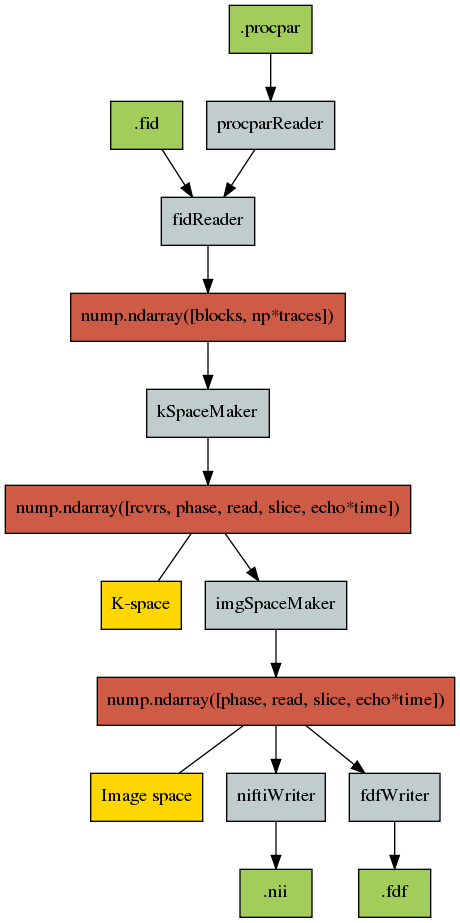 .procpar
.fid
procparReader
fidReader
nump.ndarray([blocks, np*traces])
kSpaceMaker
nump.ndarray([rcvrs, phase, read, slice, echo*time])
K-space
imgSpaceMaker
nump.ndarray([phase, read, slice, echo*time])
Image space
niftiWriter
fdfWriter
.nii
.fdf